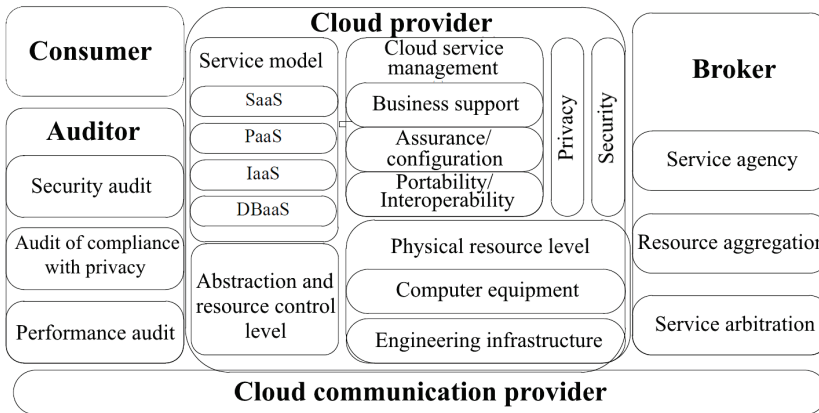 Consumer
Auditor
Security audit
Audit of compliance
with privacy
Performance audit
Cloud provider
Service model
SaaS
PaaS
IaaS
DBaaS
Abstraction and
resource control
level
Cloud service
management
Business support
Assurance/
configuration
Portability/
Interoperability
Privacy
Security
Physical resource level
Computer equipment
Engineering infrastructure
Broker
Service agency
Resource aggregation
Service arbitration
Cloud communication provider